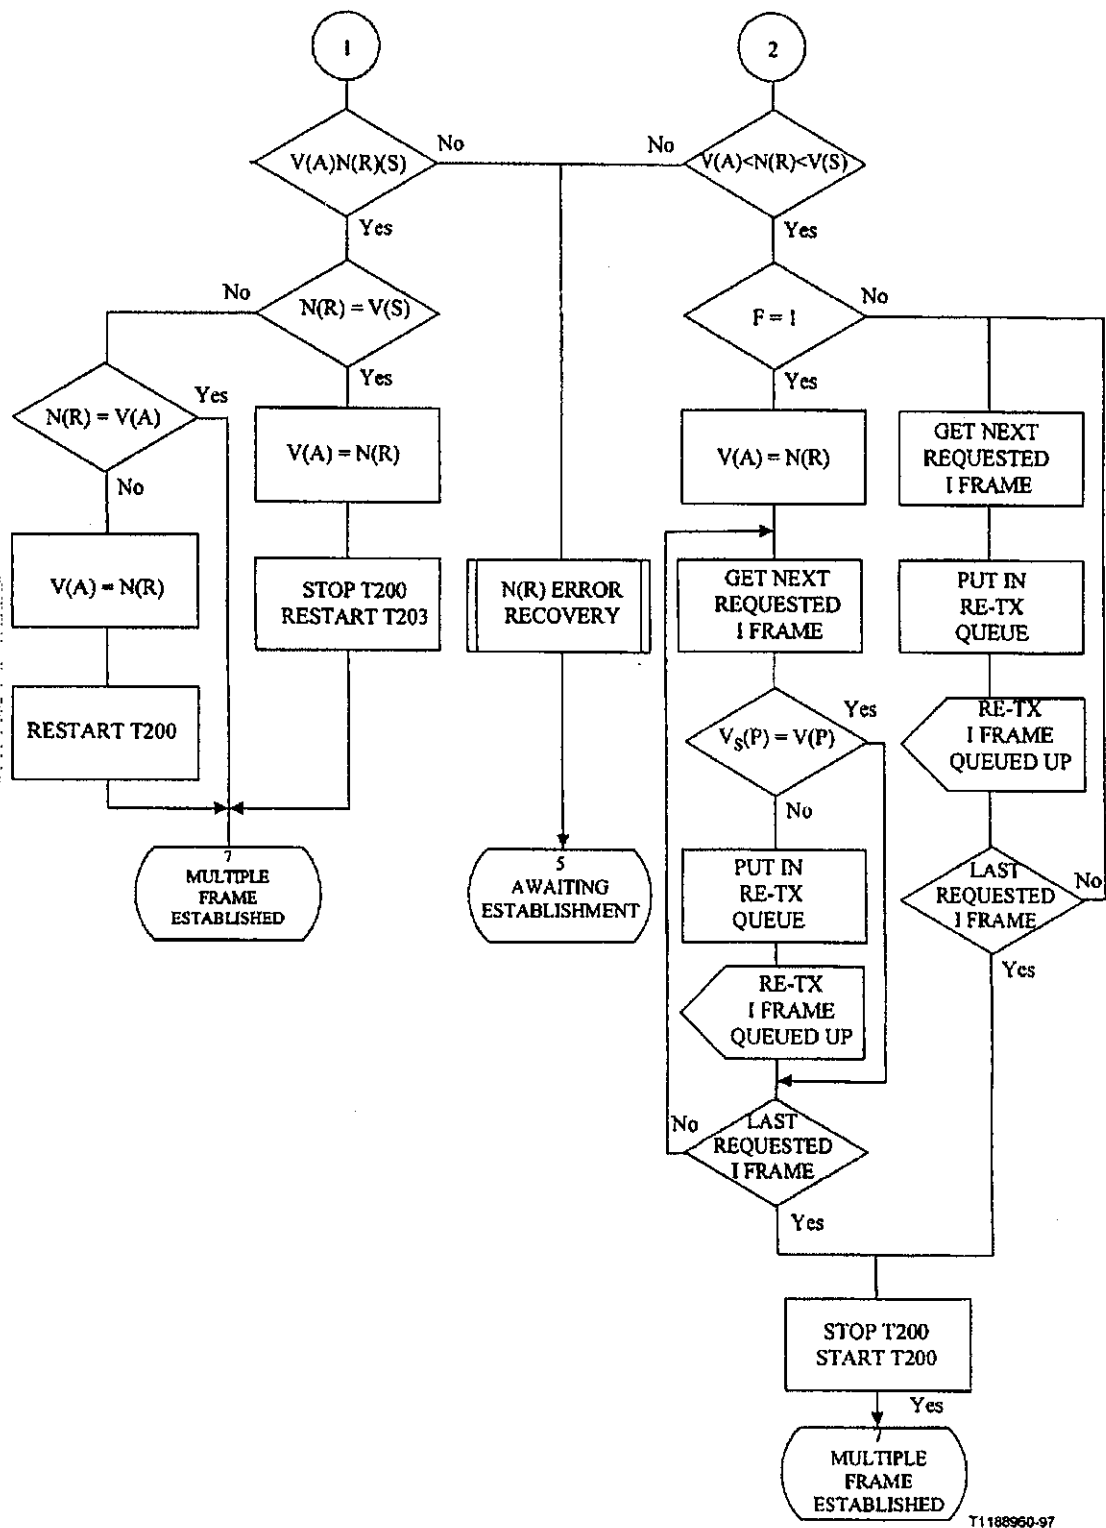 1
V(A)N(R)(S)
No
Yes
N(R) = V(S)
No
Yes
N(R) = V(A)
Yes
No
V(A) = N(R)
RESTART T200
V(A) = N(R)
STOP T200
RESTART T203
7
MULTIPLE
FRAME
ESTABLISHED
N(R) ERROR
RECOVERY
5
AWAITING
ESTABLISHMENT
2
No
V(A)<N(R)<V(S)
Yes
F = 1
No
Yes
V(A) = N(R)
GET NEXT
REQUESTED
I FRAME
VS(P) = V(P)
Yes
No
PUT IN
RE-TX
QUEUE
RE-TX
I FRAME
QUEUED UP
No
LAST
REQUESTED
I FRAME
Yes
GET NEXT
REQUESTED
I FRAME
PUT IN
RE-TX
QUEUE
RE-TX
I FRAME
QUEUED UP
LAST
REQUESTED
I FRAME
No
Yes
STOP T200
START T200
Yes
MULTIPLE
FRAME
ESTABLISHED
T1188960-97